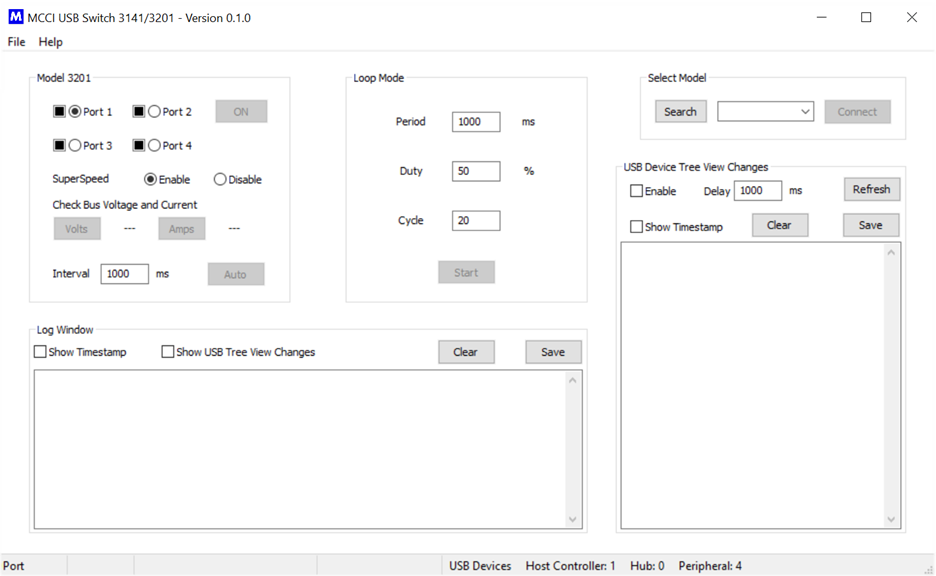 M MCCI USB Switch 3141/3201 - Version 0.1.0
File Help
Model 3201
Port 1 Port 2 ON
Port 3 Port 4
SuperSpeed Enable Disable
Check Bus Voltage and Current
Volts --- Amps ---
Interval 1000 ms Auto
Loop Mode
Period 1000 ms
Duty 50 %
Cycle 20
Start
Select Model
Search Connect
USB Device Tree View Changes
Enable Delay 1000 ms Refresh
Show Timestamp Clear Save
Log Window
Show Timestamp Show USB Tree View Changes Clear Save
Port USB Devices Host Controller: 1 Hub: 0 Peripheral: 4